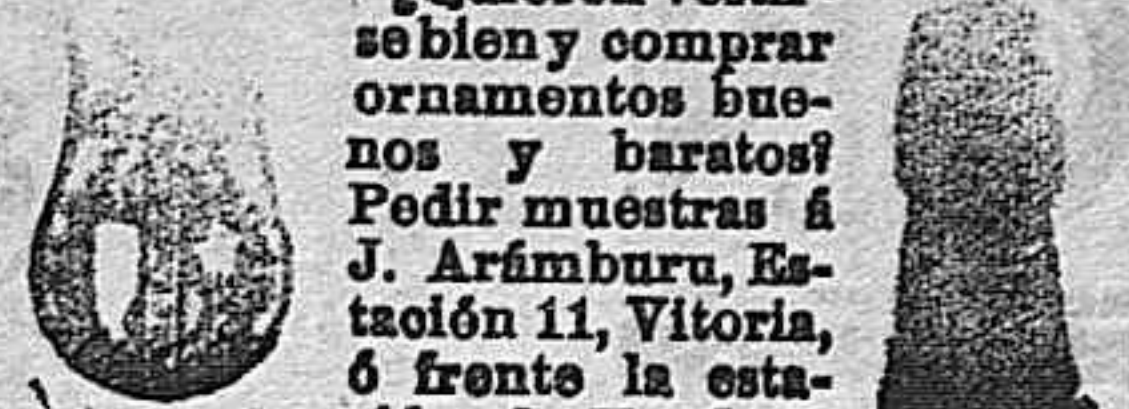 se bien y comprar
ornamentos bue-
nos y baratos?
Pedir muestras á
J. Arámburu, Es-
tación 11, Vitoria,
ó frente la esta-